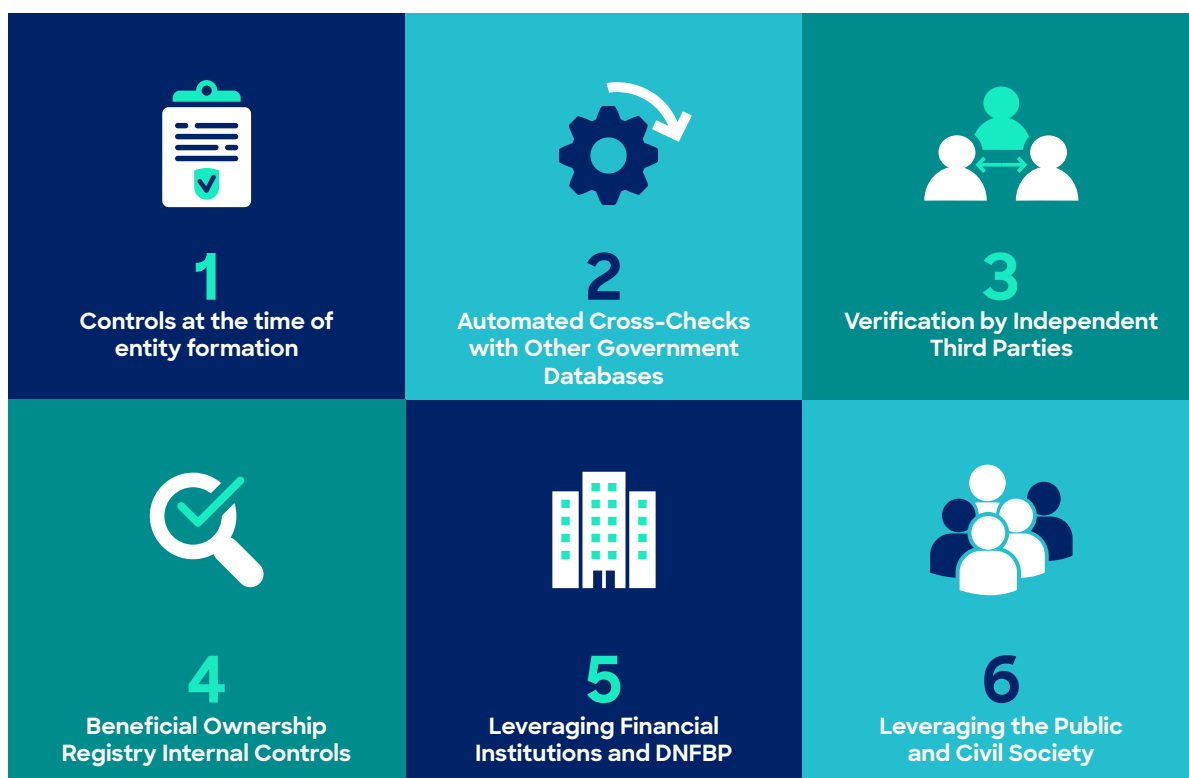 1
Controls at the time of
entity formation
2
Automated Cross-Checks
with Other Government
Databases
3
Verification by Independent
Third Parties
4
Beneficial Ownership
Registry Internal Controls
5
Leveraging Financial
Institutions and DNFBP
6
Leveraging the Public
and Civil Society